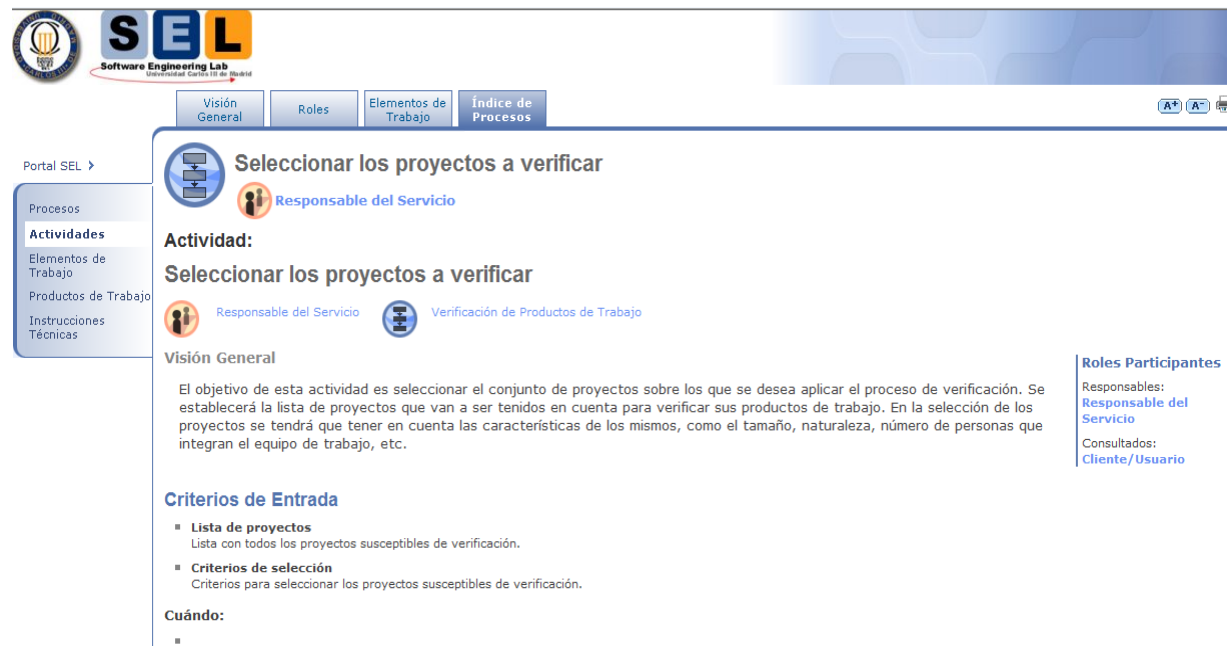 SEL
Software Engineering Lab
Universidad Carlos III de Madrid
Visión
General
Roles
Elementos de
Trabajo
Índice de
Procesos
A+ A-
Portal SEL >
Procesos
Actividades
Elementos de
Trabajo
Productos de Trabajo
Instrucciones
Técnicas
Seleccionar los proyectos a verificar
Responsable del Servicio
Actividad:
Seleccionar los proyectos a verificar
Responsable del Servicio
Verificación de Productos de Trabajo
Visión General
El objetivo de esta actividad es seleccionar el conjunto de proyectos sobre los que se desea aplicar el proceso de verificación. Se
establecerá la lista de proyectos que van a ser tenidos en cuenta para verificar sus productos de trabajo. En la selección de los
proyectos se tendrá que tener en cuenta las características de los mismos, como el tamaño, naturaleza, número de personas que
integran el equipo de trabajo, etc.
Roles Participantes
Responsables:
Responsable del
Servicio
Consultados:
Cliente/Usuario
Criterios de Entrada
Lista de proyectos
Lista con todos los proyectos susceptibles de verificación.
Criterios de selección
Criterios para seleccionar los proyectos susceptibles de verificación.
Cuándo: